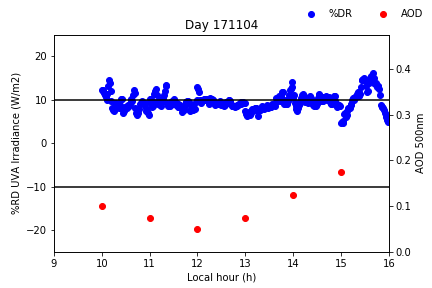 %DR AOD
Day 171104
20
10
0
−10
−20
0.4
0.3
0.2
0.1
0.0
9 10 11 12 13 14 15 16
%RD UVA Irradiance (W/m2)
AOD 500nm
Local hour (h)